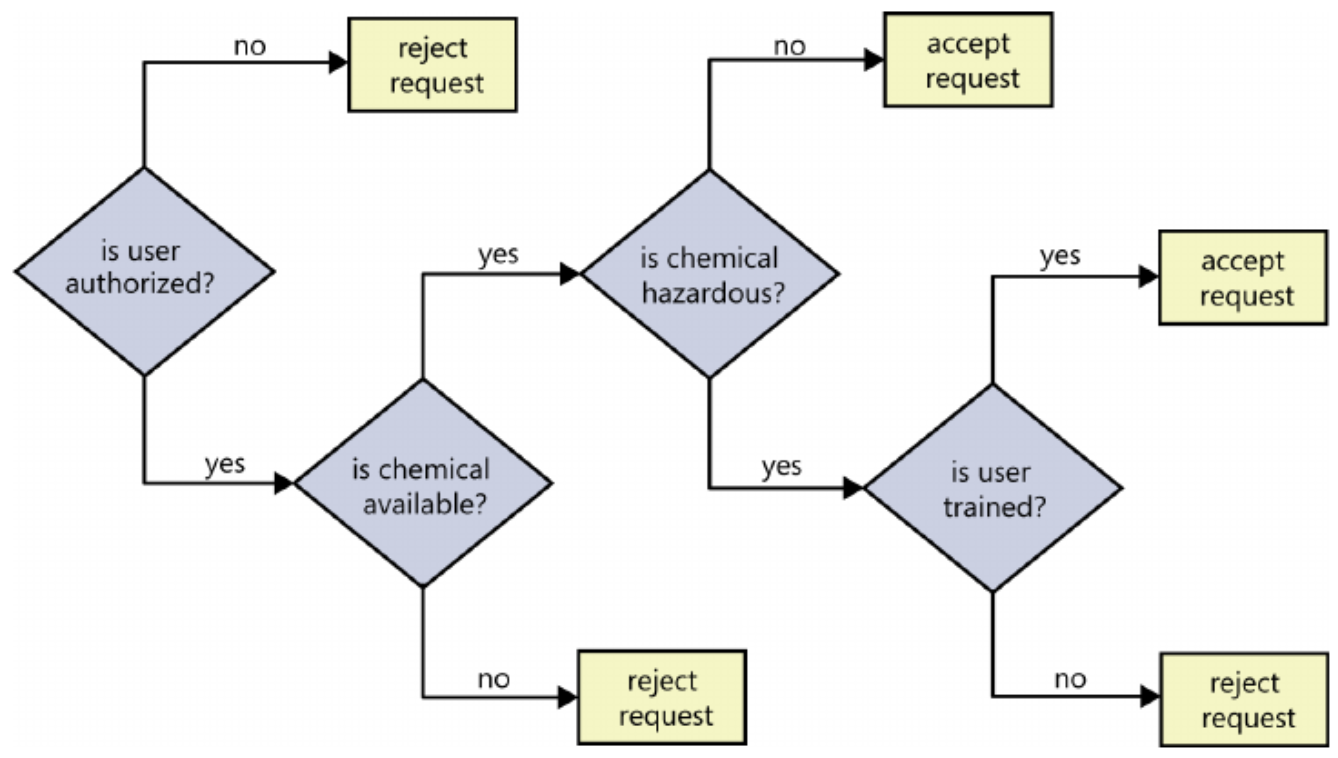 no
reject
request
is user
authorized?
yes
is chemical
available?
yes
no
reject
request
is chemical
hazardous?
no
accept
request
yes
is user
trained?
yes
accept
request
no
reject
request